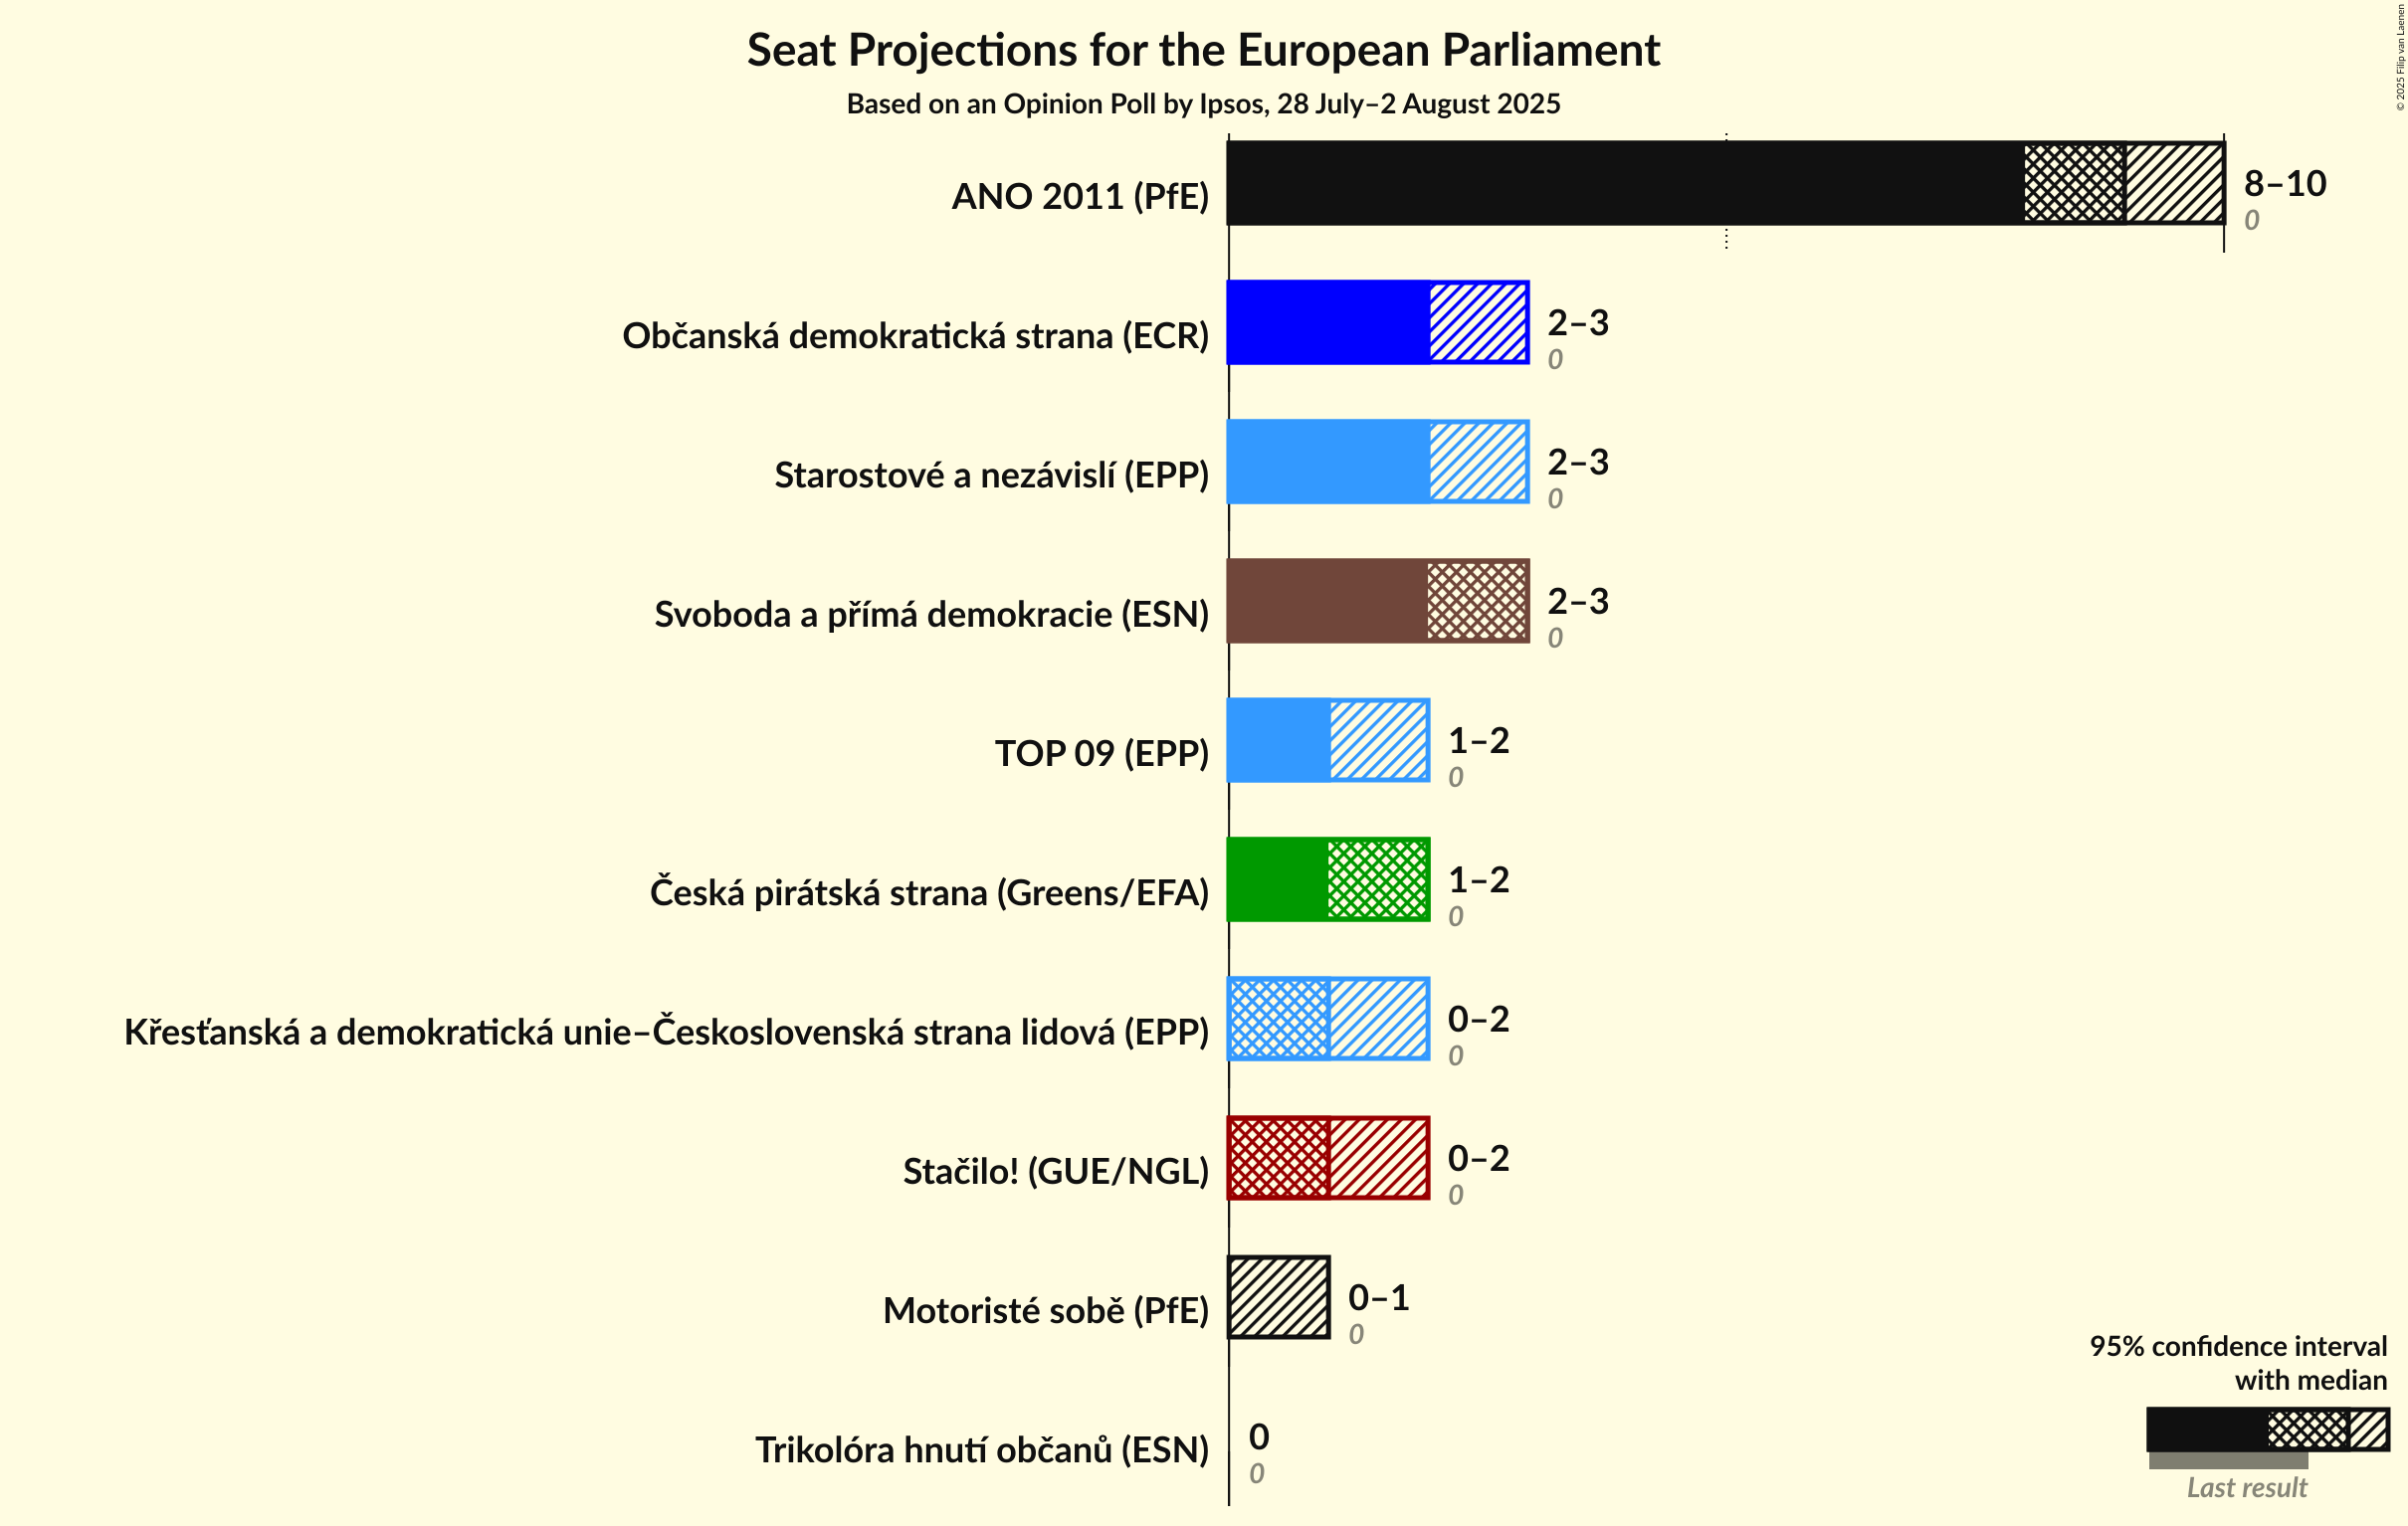 Seat Projections for the European Parliament
Based on an Opinion Poll by Ipsos, 28 July–2 August 2025
© 2025 Filip van Laenen
ANO 2011 (PfE)
8–10
0
Občanská demokratická strana (ECR)
2–3
0
Starostové a nezávislí (EPP)
2–3
0
Svoboda a přímá demokracie (ESN)
2–3
0
TOP 09 (EPP)
1–2
0
Česká pirátská strana (Greens/EFA)
1–2
0
Křesťanská a demokratická unie–Československá strana lidová (EPP)
0–2
0
Stačilo! (GUE/NGL)
0–2
0
Motoristé sobě (PfE)
0–1
0
Trikolóra hnutí občanů (ESN)
0
0
95% confidence interval
with median
Last result